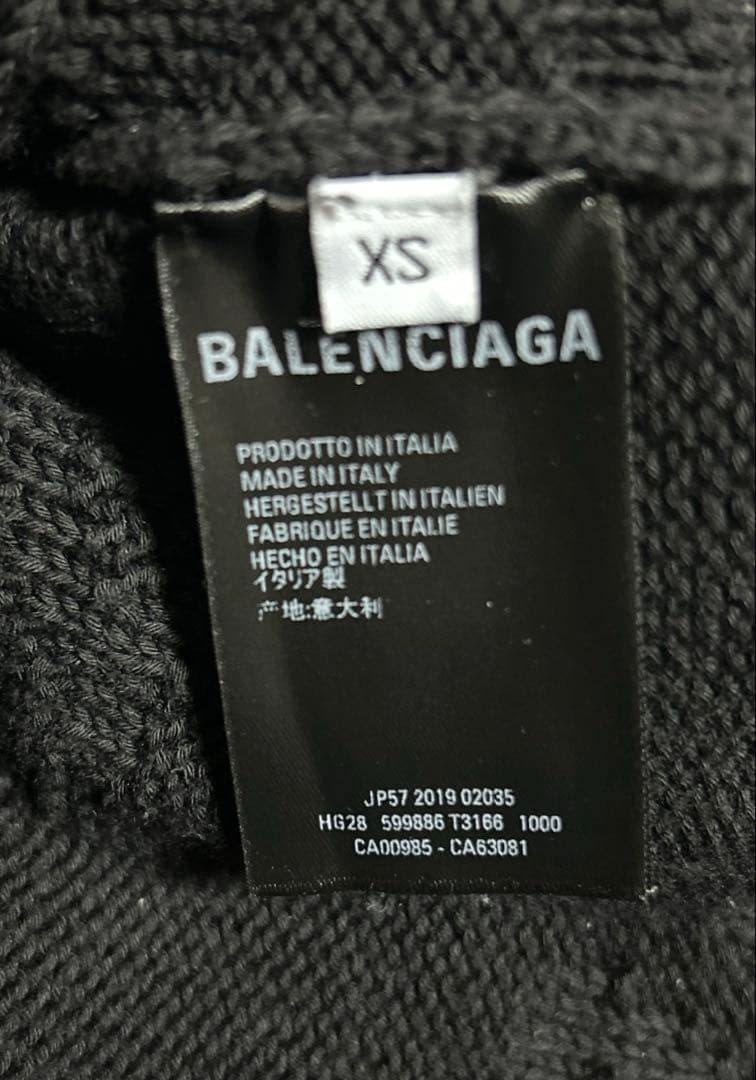 XS
BALENCIAGA
PRODOTTO IN ITALIA
MADE IN ITALY
HERGESTELLT IN ITALIEN
FABRIQUE EN ITALIE
HECHO EN ITALIA
イタリア製
产地:意大利
JP57 2019 02035
HG28 599886 T3166 1000
CA00985 - CA63081